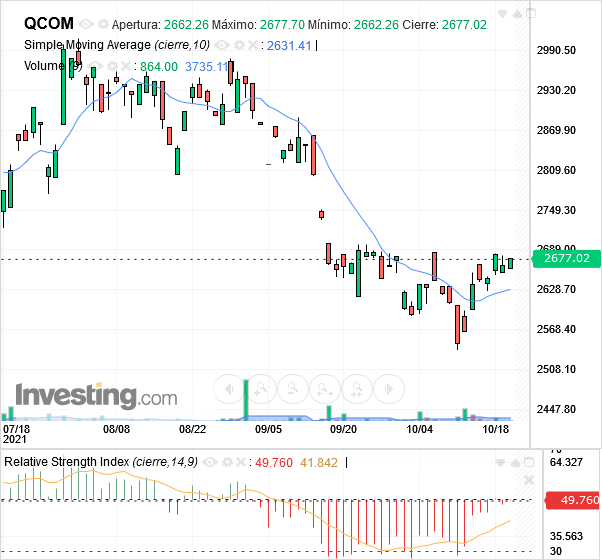 QCOM Apertura: 2662.26 Máximo: 2677.70 Mínimo: 2662.26 Cierre: 2677.02
Simple Moving Average (cierre,10) : 2631.41
Volume (9) : 864.00 3735.11
2990.50
2930.20
2869.90
2809.60
2749.30
2689.00
2677.02
2628.70
2568.40
2508.10
2447.80
Investing.com
07/18 08/08 08/22 09/05 09/20 10/04 10/18
2021
Relative Strength Index (cierre,14,9) : 49.760 41.842
70
64.327
49.760
35.563
30